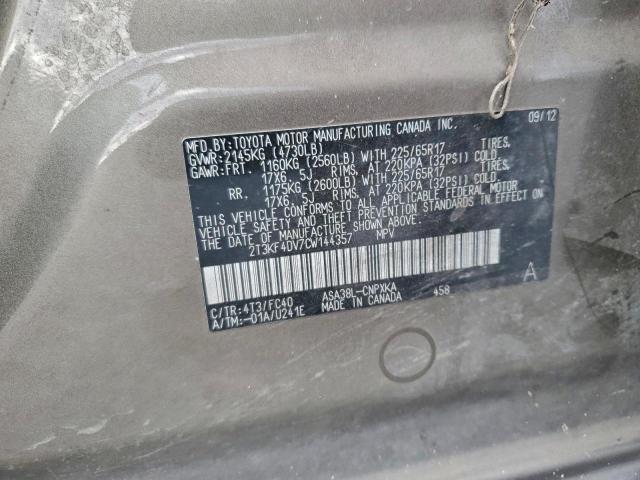 MFD.BY:TOYOTA MOTOR MANUFACTURING CANADA INC. 09/12
GVWR:2145KG (4730LB)
GAWR:FRT. 1160KG (2560LB) WITH 225/65R17 TIRES,
17X6. 5J RIMS, AT 220KPA (32PSI) COLD
RR. 1175KG (2600LB) WITH 225/65R17 TIRES,
17X6. 5J RIMS, AT 220KPA (32PSI) COLD
THIS VEHICLE CONFORMS TO ALL APPLICABLE FEDERAL MOTOR
VEHICLE SAFETY AND THEFT PREVENTION STANDARDS IN EFFECT ON
THE DATE OF MANUFACTURE SHOWN ABOVE.
2T3KF4DV7CW144357 MPV
A
C/TR:4T3/FC40 ASA38L-CNPXKA 458
A/TM:-01A/U241E MADE IN CANADA